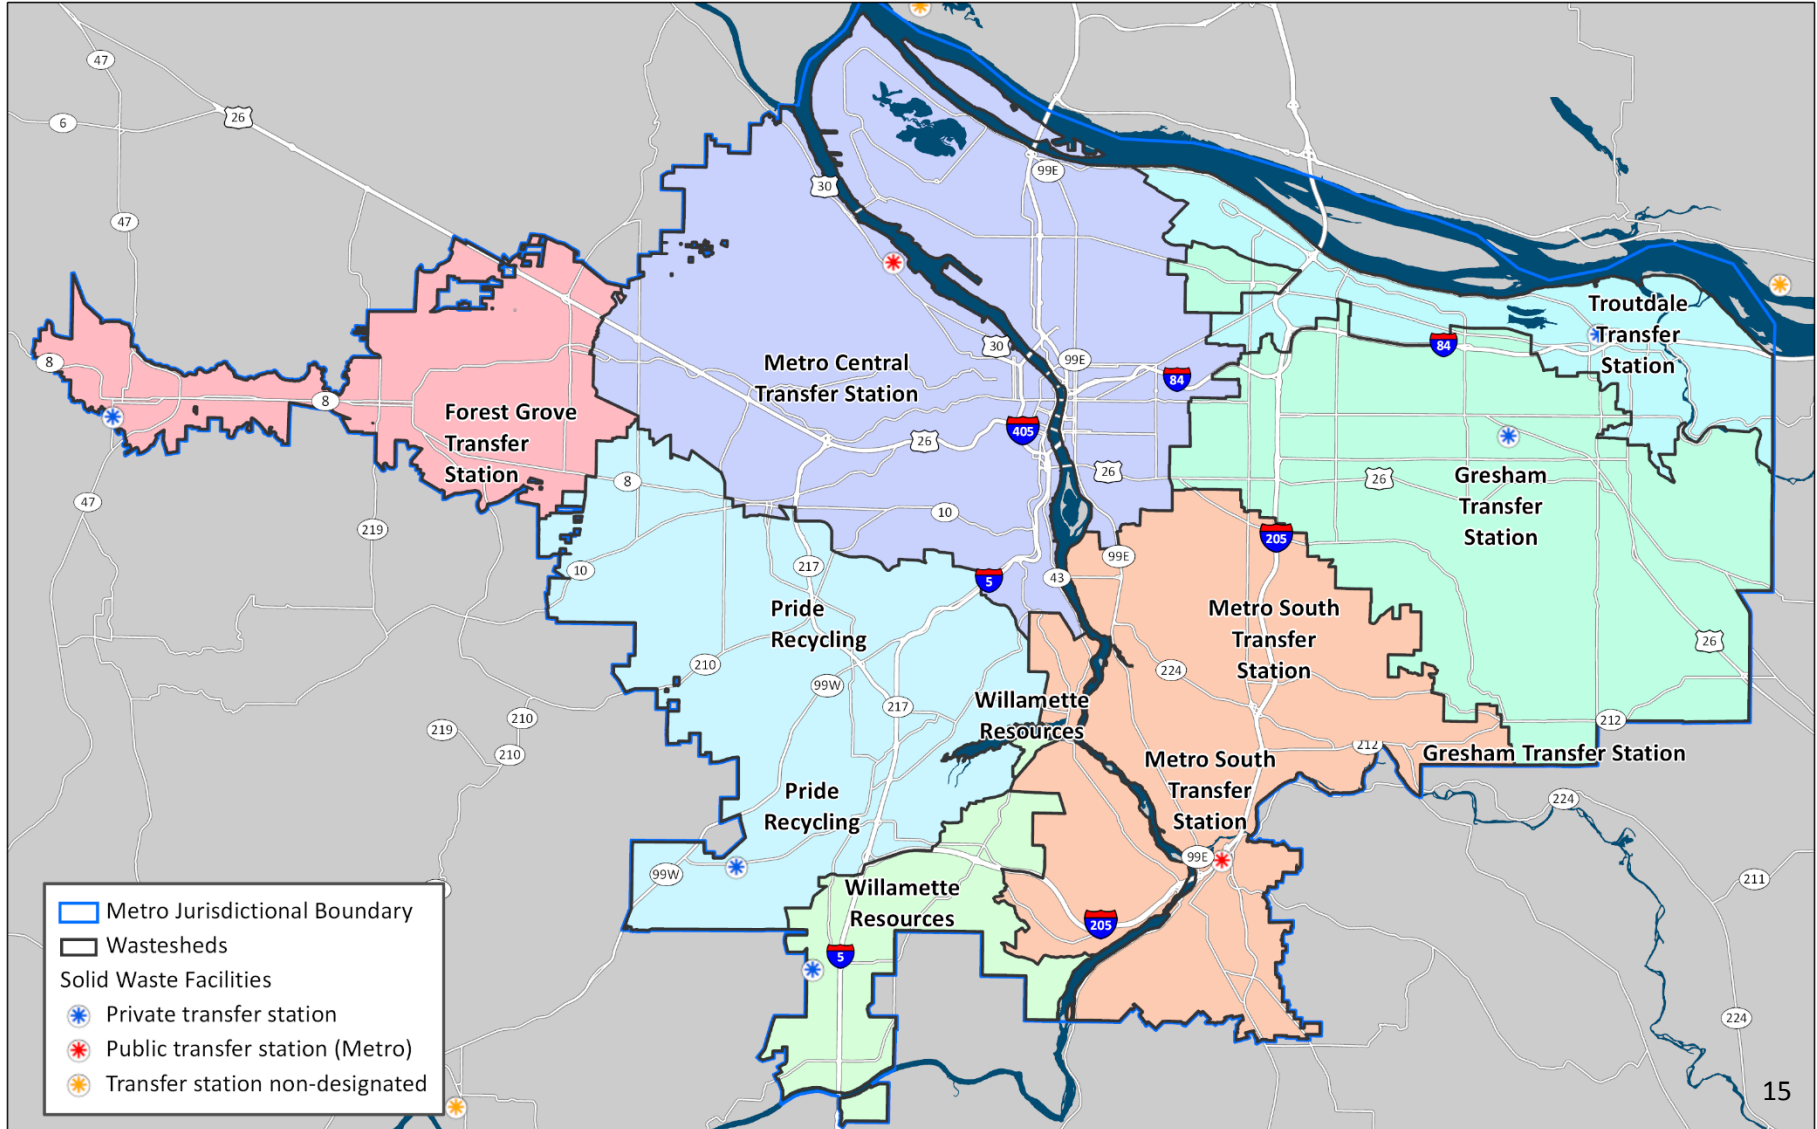 47
6
26
47
30
99E
Troutdale
Transfer
Station
84
30
99E
84
8
8
Metro Central
Transfer Station
Forest Grove
Transfer
Station
405
26
26
26
Gresham
Transfer
Station
8
47
219
10
205
99E
217
10
5
43
Pride
Recycling
Metro South
Transfer
Station
26
210
224
99W
217
Willamette
Resources
219
210
210
212
212
Gresham Transfer Station
Metro South
Transfer
Station
Pride
Recycling
224
99E
99W
211
Willamette
Resources
205
5
224
Metro Jurisdictional Boundary
Wastesheds
Solid Waste Facilities
Private transfer station
Public transfer station (Metro)
Transfer station non-designated
15